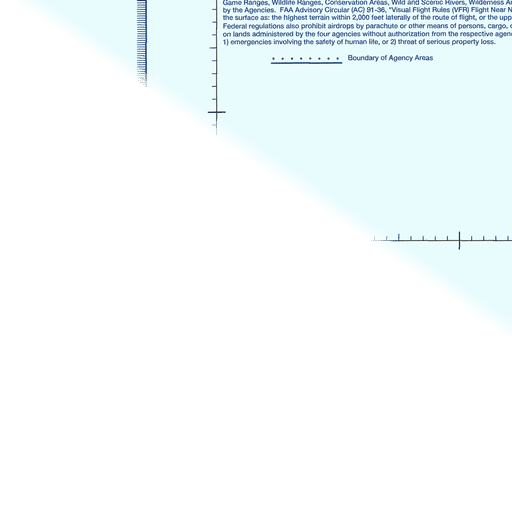 Game Ranges, Wildlife Ranges, Conservation Areas, Wild and Scenic Rivers, Wilderness
by the Agencies. FAA Advisory Circular (AC) 91-36, "Visual Flight Rules (VFR) Flight Near
the surface as: the highest terrain within 2,000 feet laterally of the route of flight, or the
Federal regulations also prohibit airdrops by parachute or other means of persons, cargo,
on lands administered by the four agencies without authorization from the respective
1) emergencies involving the safety of human life, or 2) threat of serious property loss.
Boundary of Agency Areas